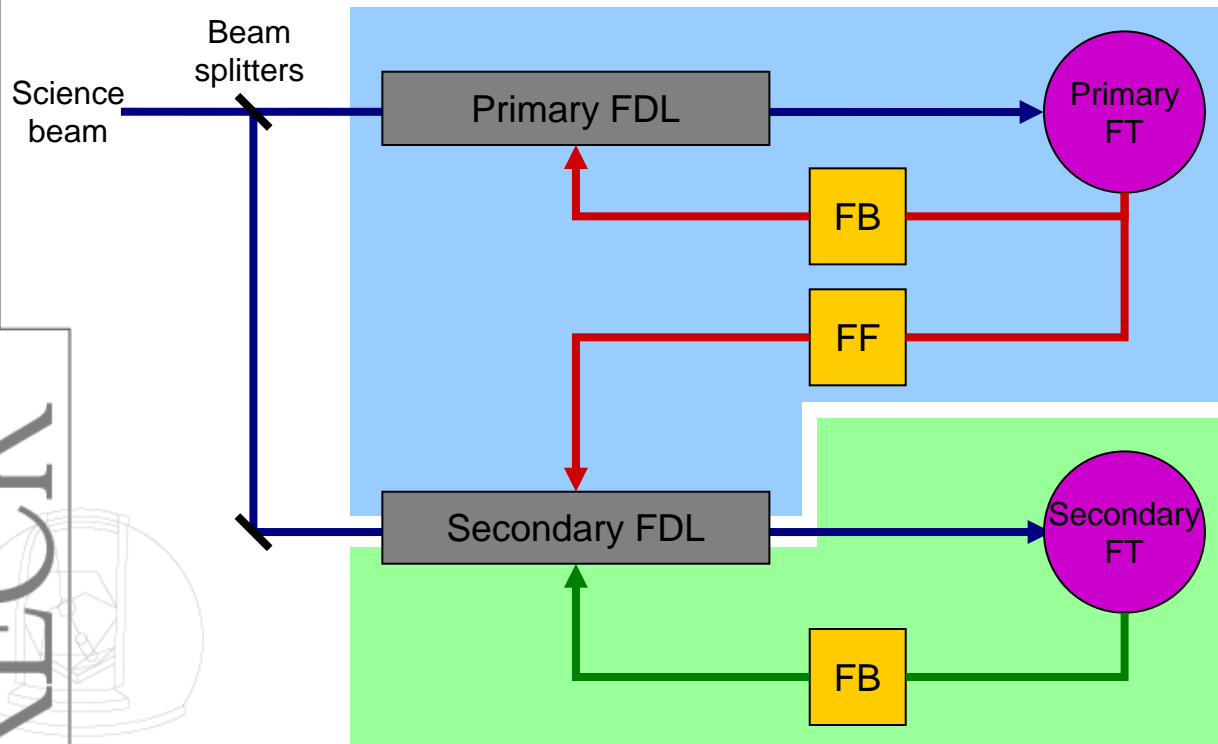 Beam
splitters
Science
beam
Primary FDL
Primary
FT
FB
FF
Secondary FDL
Secondary
FT
FB